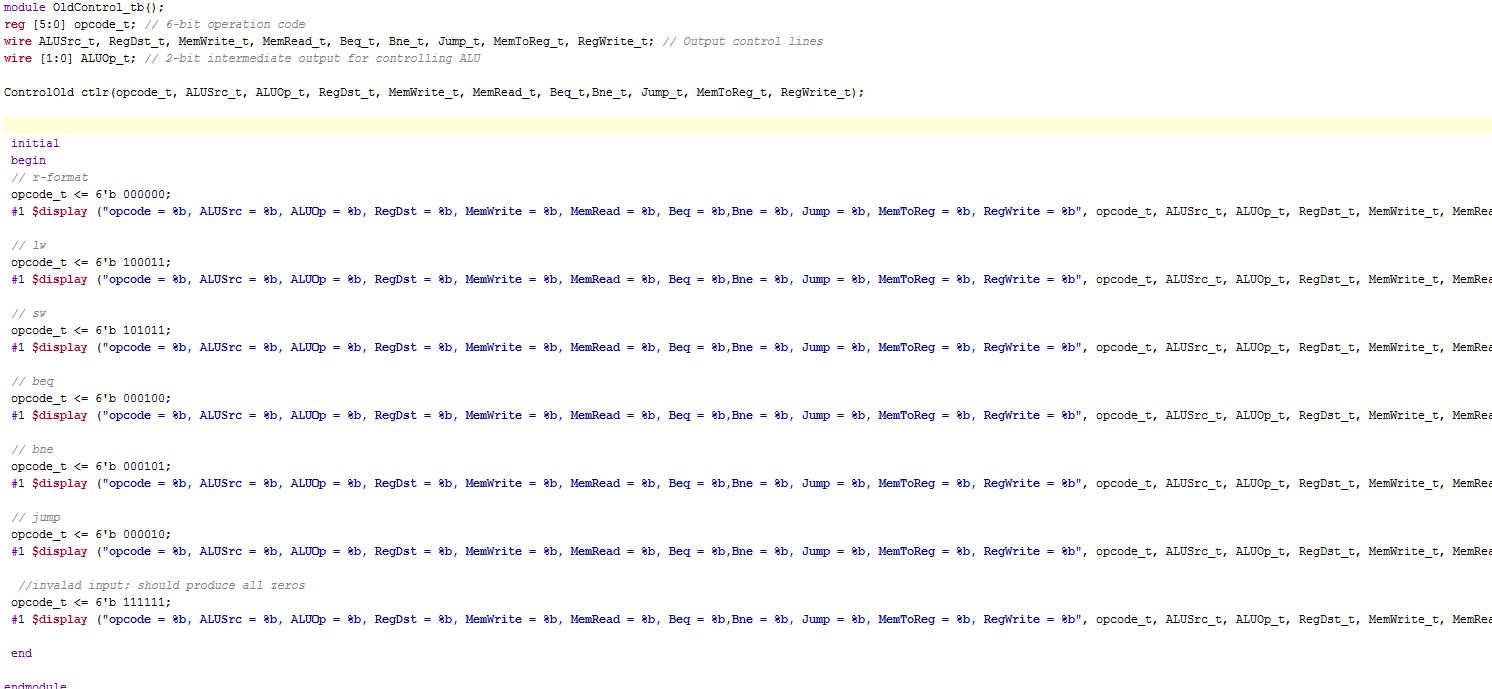 module OldControl_tb();
reg [5:0] opcode_t; // 6-bit operation code
wire ALUSrc_t, RegDst_t, MemWrite_t, MemRead_t, Beq_t, Bne_t, Jump_t, MemToReg_t, RegWrite_t; // Output control lines
wire [1:0] ALUOp_t; // 2-bit intermediate output for controlling ALU
ControlOld ctlr(opcode_t, ALUSrc_t, ALUOp_t, RegDst_t, MemWrite_t, MemRead_t, Beq_t,Bne_t, Jump_t, MemToReg_t, RegWrite_t);
initial
begin
// r-format
opcode_t <= 6'b 000000;
#1 $display ("opcode = %b, ALUSrc = %b, ALUOp = %b, RegDst = %b, MemWrite = %b, MemRead = %b, Beq = %b,Bne = %b, Jump = %b, MemToReg = %b, RegWrite = %b", opcode_t, ALUSrc_t, ALUOp_t, RegDst_t, MemWrite_t, MemRea
// lw
opcode_t <= 6'b 100011;
#1 $display ("opcode = %b, ALUSrc = %b, ALUOp = %b, RegDst = %b, MemWrite = %b, MemRead = %b, Beq = %b,Bne = %b, Jump = %b, MemToReg = %b, RegWrite = %b", opcode_t, ALUSrc_t, ALUOp_t, RegDst_t, MemWrite_t, MemRea
// sw
opcode_t <= 6'b 101011;
#1 $display ("opcode = %b, ALUSrc = %b, ALUOp = %b, RegDst = %b, MemWrite = %b, MemRead = %b, Beq = %b,Bne = %b, Jump = %b, MemToReg = %b, RegWrite = %b", opcode_t, ALUSrc_t, ALUOp_t, RegDst_t, MemWrite_t, MemRea
// beq
opcode_t <= 6'b 000100;
#1 $display ("opcode = %b, ALUSrc = %b, ALUOp = %b, RegDst = %b, MemWrite = %b, MemRead = %b, Beq = %b,Bne = %b, Jump = %b, MemToReg = %b, RegWrite = %b", opcode_t, ALUSrc_t, ALUOp_t, RegDst_t, MemWrite_t, MemRea
// bne
opcode_t <= 6'b 000101;
#1 $display ("opcode = %b, ALUSrc = %b, ALUOp = %b, RegDst = %b, MemWrite = %b, MemRead = %b, Beq = %b,Bne = %b, Jump = %b, MemToReg = %b, RegWrite = %b", opcode_t, ALUSrc_t, ALUOp_t, RegDst_t, MemWrite_t, MemRea
// jump
opcode_t <= 6'b 000010;
#1 $display ("opcode = %b, ALUSrc = %b, ALUOp = %b, RegDst = %b, MemWrite = %b, MemRead = %b, Beq = %b,Bne = %b, Jump = %b, MemToReg = %b, RegWrite = %b", opcode_t, ALUSrc_t, ALUOp_t, RegDst_t, MemWrite_t, MemRea
//invalad input; should produce all zeros
opcode_t <= 6'b 111111;
#1 $display ("opcode = %b, ALUSrc = %b, ALUOp = %b, RegDst = %b, MemWrite = %b, MemRead = %b, Beq = %b,Bne = %b, Jump = %b, MemToReg = %b, RegWrite = %b", opcode_t, ALUSrc_t, ALUOp_t, RegDst_t, MemWrite_t, MemRea
end
endmodule